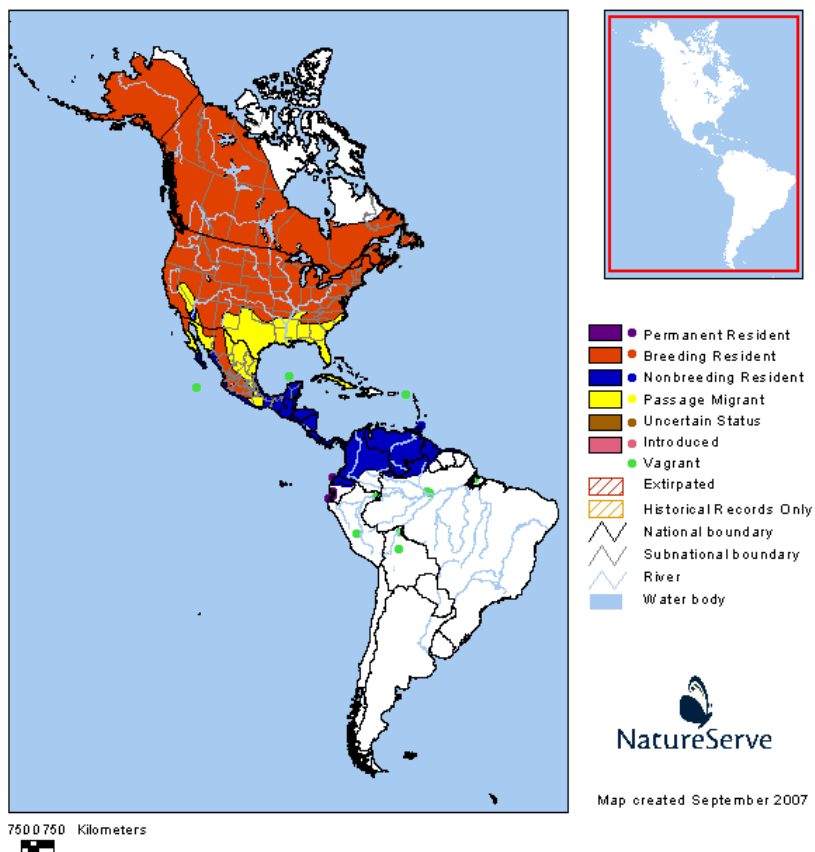 Permanent Resident
Breeding Resident
Nonbreeding Resident
Passage Migrant
Uncertain Status
Introduced
Vagrant
Extirpated
Historical Records Only
National boundary
Subnational boundary
River
Water body
NatureServe
Map created September 2007
750 0 750 Kilometers